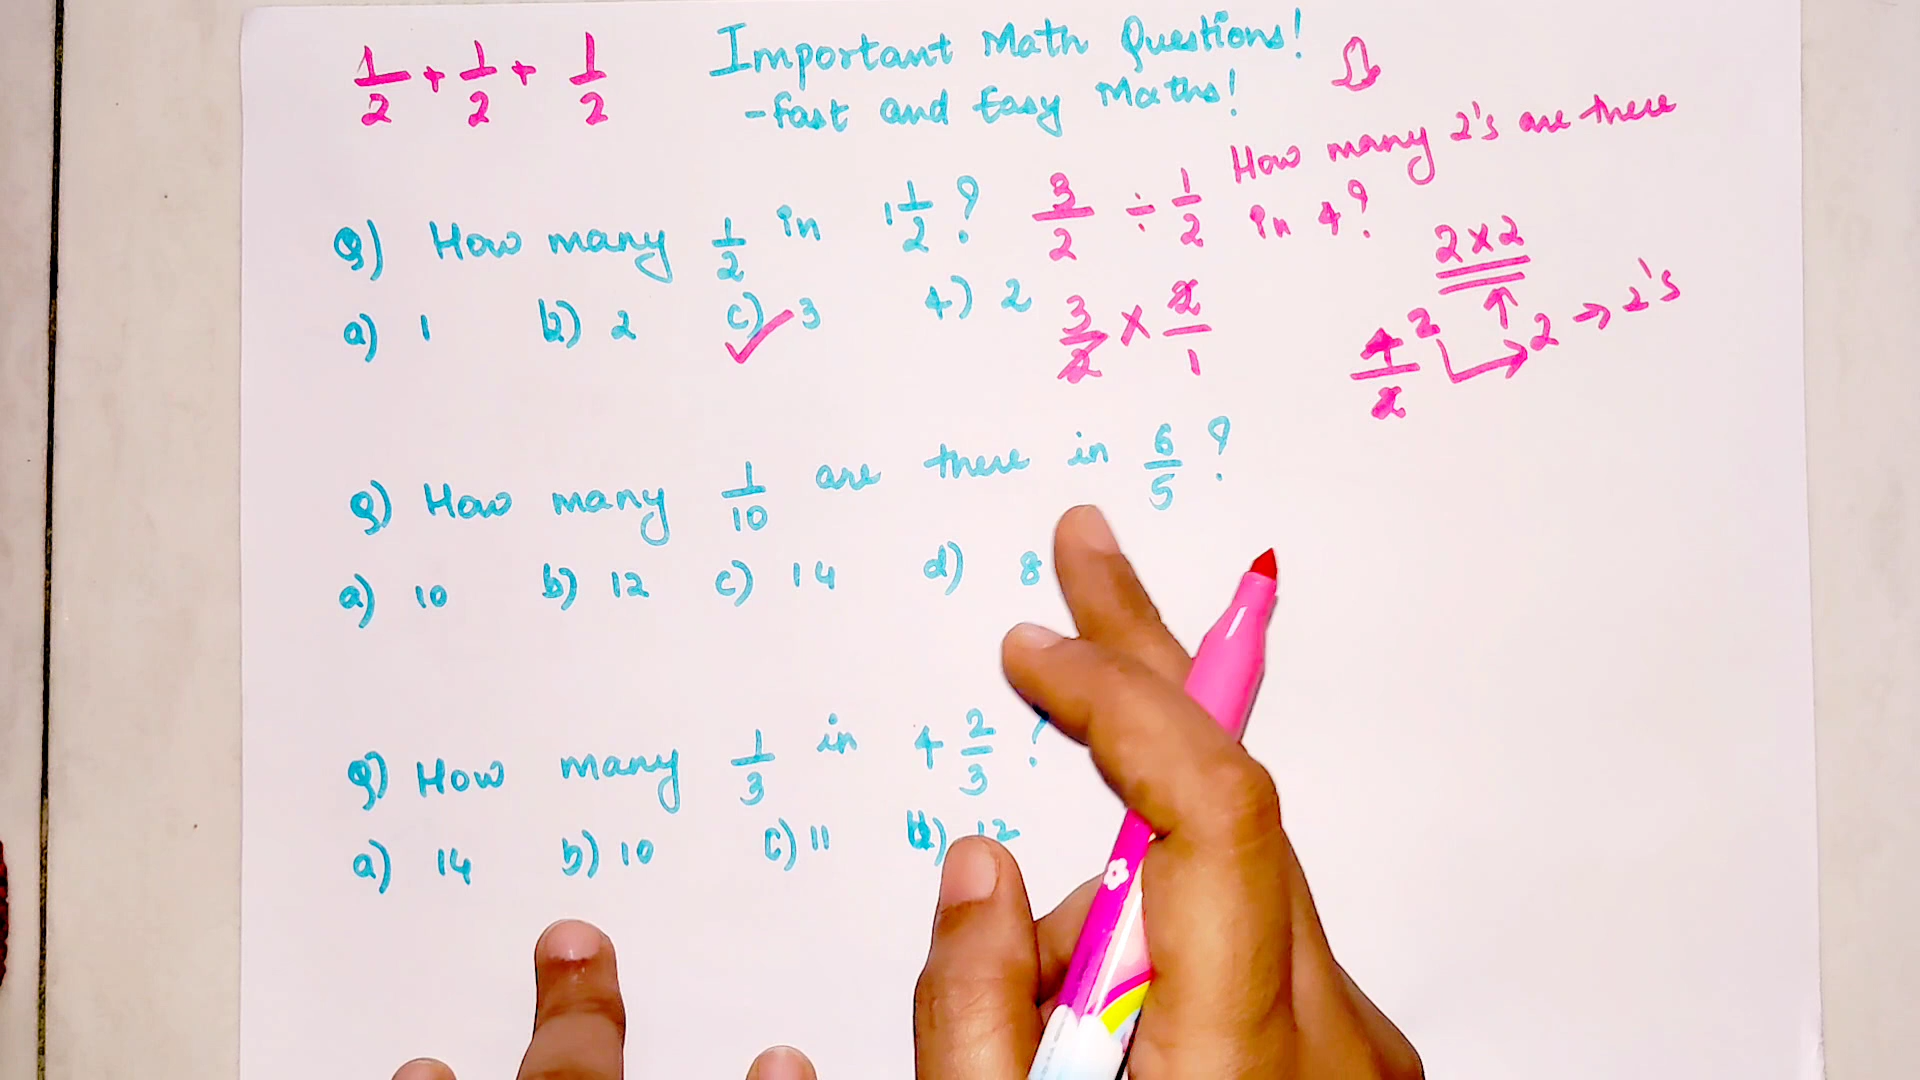 1/2 + 1/2 + 1/2
Important Math Questions!
-fast and Easy Maths!
How many 2's are there
in 4?
Q) How many 1/2 in 1 1/2?
3/2 ÷ 1/2
2×2
a) 1 b) 2 c) 3 4) 2
3/2 × 2/1
4/2 2 → 2 → 2's
Q) How many 1/10 are there in 6/5?
a) 10 b) 12 c) 14 d) 8
Q) How many 1/3 in 4 2/3?
a) 14 b) 10 c) 11 d) 12